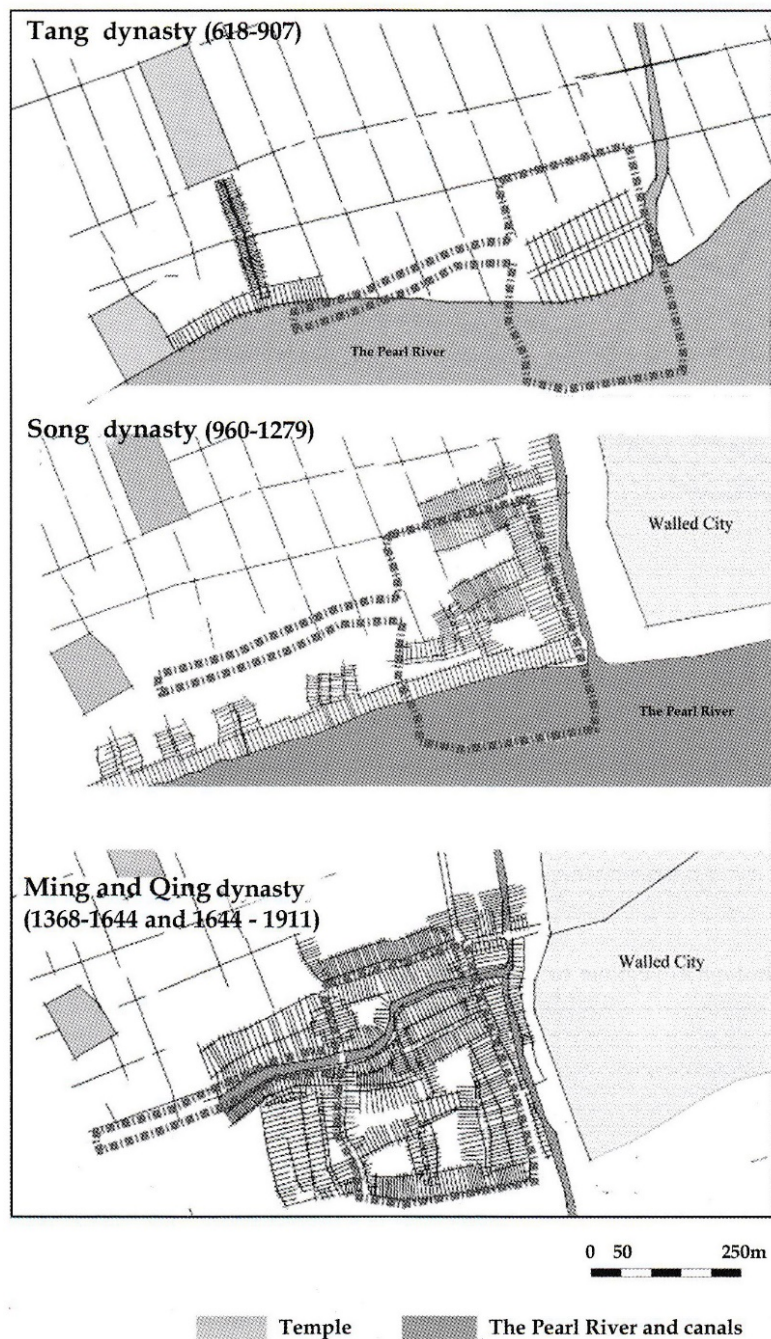 Tang dynasty (618-907)
The Pearl River
Song dynasty (960-1279)
Walled City
The Pearl River
Ming and Qing dynasty
(1368-1644 and 1644 - 1911)
Walled City
0 50 250m
Temple
The Pearl River and canals